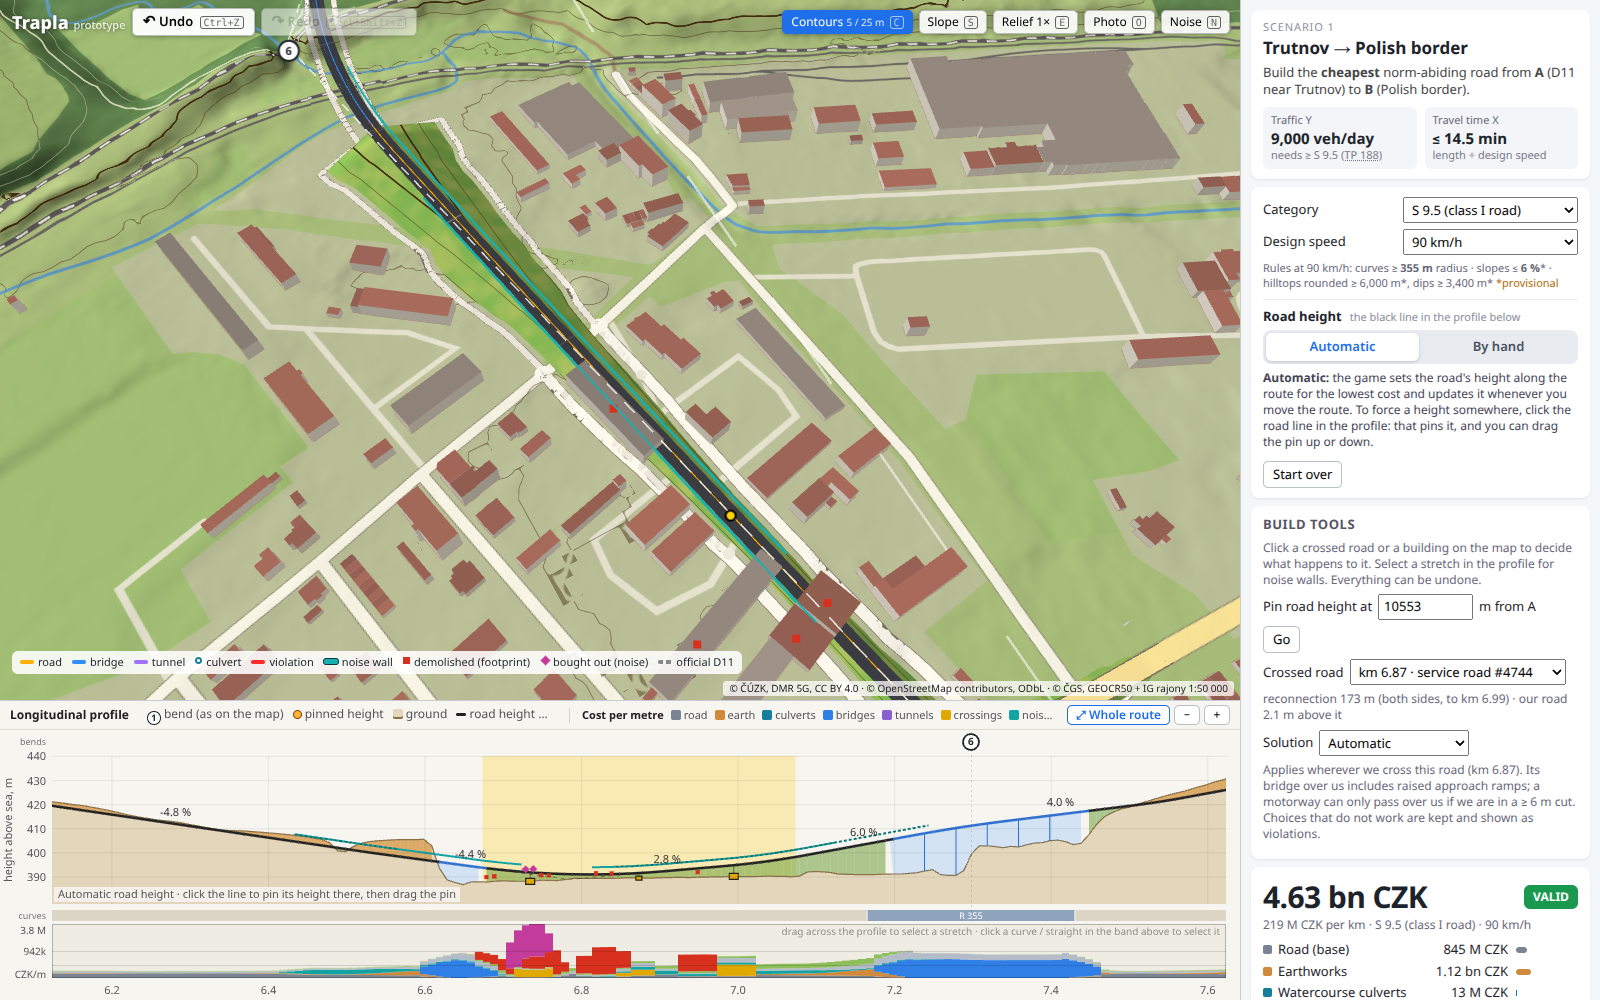 Trapla prototype
↶ Undo Ctrl+Z
↷ Redo
Contours 5 / 25 m C
Slope S
Relief 1× E
Photo O
Noise N
6
road
bridge
tunnel
culvert
violation
noise wall
demolished (footprint)
bought out (noise)
official D11
© ČÚZK, DMR 5G, CC BY 4.0 · © OpenStreetMap contributors, ODbL · © ČGS, GEOCR50 + IG rajony 1:50 000
SCENARIO 1
Trutnov → Polish border
Build the cheapest norm-abiding road from A (D11
near Trutnov) to B (Polish border).
Traffic Y
9,000 veh/day
needs ≥ S 9.5 (TP 188)
Travel time X
≤ 14.5 min
length ÷ design speed
Category
S 9.5 (class I road)
Design speed
90 km/h
Rules at 90 km/h: curves ≥ 355 m radius · slopes ≤ 6 %* ·
hilltops rounded ≥ 6,000 m*, dips ≥ 3,400 m* *provisional
Road height the black line in the profile below
Automatic
By hand
Automatic: the game sets the road's height along the
route for the lowest cost and updates it whenever you
move the route. To force a height somewhere, click the
road line in the profile: that pins it, and you can drag
the pin up or down.
Start over
BUILD TOOLS
Click a crossed road or a building on the map to decide
what happens to it. Select a stretch in the profile for
noise walls. Everything can be undone.
Pin road height at 10553 m from A
Go
Crossed road km 6.87 · service road #4744
reconnection 173 m (both sides, to km 6.99) · our road
2.1 m above it
Solution Automatic
Applies wherever we cross this road (km 6.87). Its
bridge over us includes raised approach ramps; a
motorway can only pass over us if we are in a ≥ 6 m cut.
Choices that do not work are kept and shown as
violations.
4.63 bn CZK
VALID
219 M CZK per km · S 9.5 (class I road) · 90 km/h
Road (base) 845 M CZK
Earthworks 1.12 bn CZK
Watercourse culverts 13 M CZK
Longitudinal profile
1 bend (as on the map)
pinned height
ground
road height ...
Cost per metre
road
earth
culverts
bridges
tunnels
crossings
nois...
⤢ Whole route
−
+
bends
6
height above sea, m
440
430
420
410
400
390
-4.8 %
-4.4 %
2.8 %
6.0 %
4.0 %
Automatic road height · click the line to pin its height there, then drag the pin
curves
R 355
3.8 M
942k
CZK/m
drag across the profile to select a stretch · click a curve / straight in the band above to select it
6.2
6.4
6.6
6.8
7.0
7.2
7.4
7.6